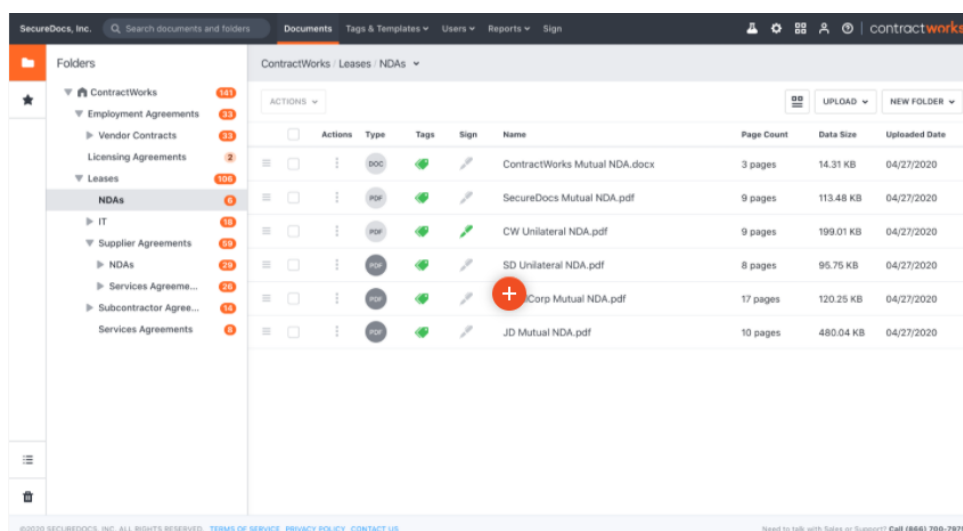 SecureDocs, Inc. Search documents and folders Documents Tags & Templates Users Reports Sign contractworks
Folders
ContractWorks 141
Employment Agreements 33
Vendor Contracts 33
Licensing Agreements 2
Leases 106
NDAs 6
IT 18
Supplier Agreements 59
NDAs 29
Services Agreeme... 26
Subcontractor Agree... 14
Services Agreements 8
ContractWorks / Leases / NDAs
ACTIONS UPLOAD NEW FOLDER
Actions Type Tags Sign Name Page Count Data Size Uploaded Date
DOC ContractWorks Mutual NDA.docx 3 pages 14.31 KB 04/27/2020
PDF SecureDocs Mutual NDA.pdf 9 pages 113.48 KB 04/27/2020
PDF CW Unilateral NDA.pdf 9 pages 199.01 KB 04/27/2020
PDF SD Unilateral NDA.pdf 8 pages 95.75 KB 04/27/2020
PDF Corp Mutual NDA.pdf 17 pages 120.25 KB 04/27/2020
PDF JD Mutual NDA.pdf 10 pages 480.04 KB 04/27/2020
©2020 SECUREDOCS, INC. ALL RIGHTS RESERVED. TERMS OF SERVICE PRIVACY POLICY CONTACT US Need to talk with Sales or Support? Call (866) 700-7975